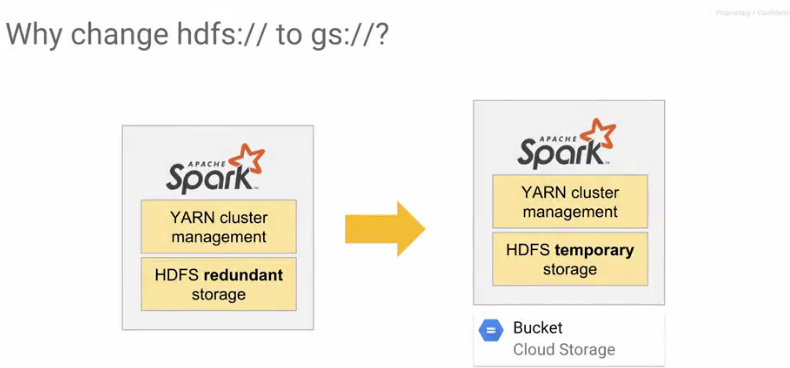 Proprietary + Confidential
Why change hdfs:// to gs://?
APACHE
Spark
YARN cluster
management
HDFS redundant
storage
APACHE
Spark
YARN cluster
management
HDFS temporary
storage
Bucket
Cloud Storage